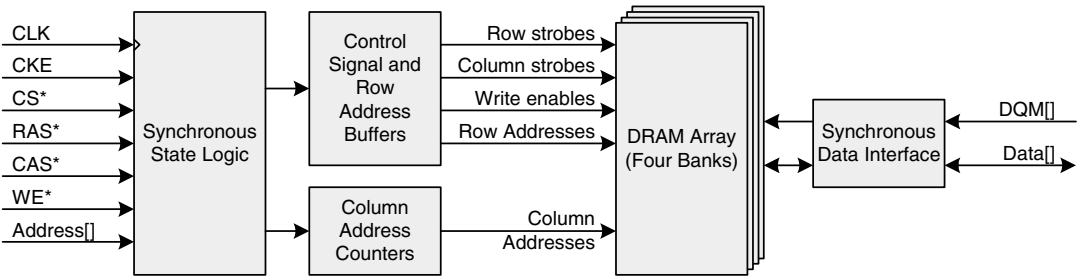 CLK
CKE
CS*
RAS*
CAS*
WE*
Address[]
Synchronous
State Logic
Control
Signal and
Row
Address
Buffers
Column
Address
Counters
Row strobes
Column strobes
Write enables
Row Addresses
Column
Addresses
DRAM Array
(Four Banks)
Synchronous
Data Interface
DQM[]
Data[]